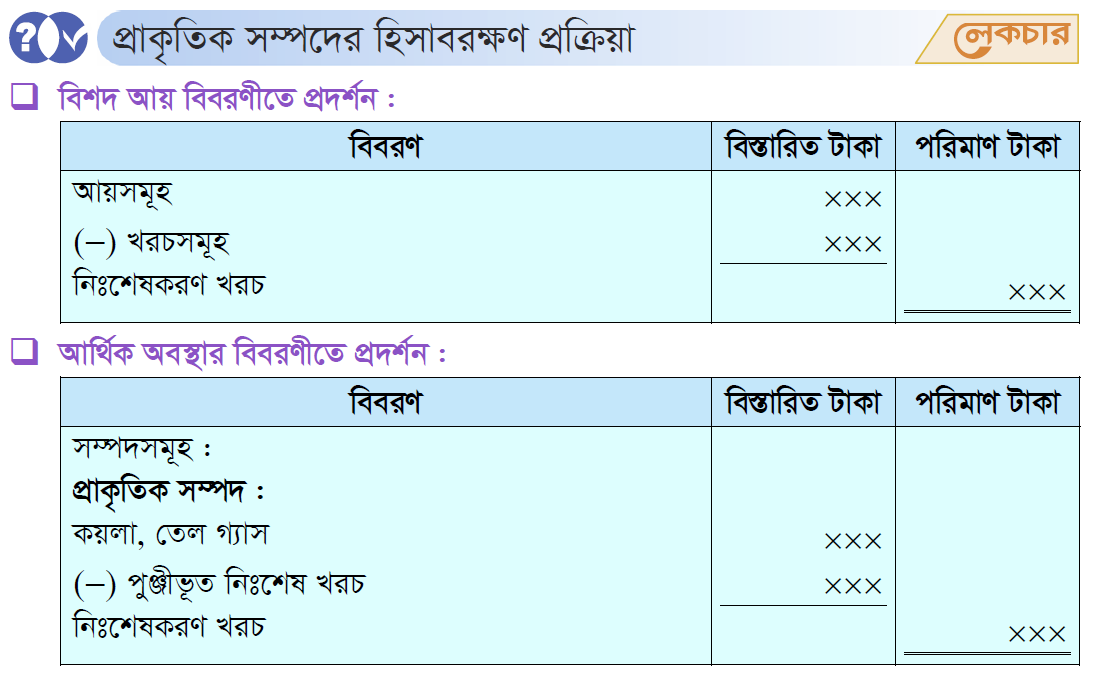 প্রাকৃতিক সম্পদের হিসাবরক্ষণ প্রক্রিয়া
লেকচার
বিশদ আয় বিবরণীতে প্রদর্শন :
বিবরণ বিস্তারিত টাকা পরিমাণ টাকা
আয়সমূহ ×××
(−) খরচসমূহ ×××
নিঃশেষকরণ খরচ ×××
আর্থিক অবস্থার বিবরণীতে প্রদর্শন :
বিবরণ বিস্তারিত টাকা পরিমাণ টাকা
সম্পদসমূহ :
প্রাকৃতিক সম্পদ :
কয়লা, তেল গ্যাস ×××
(−) পুঞ্জীভূত নিঃশেষ খরচ ×××
নিঃশেষকরণ খরচ ×××